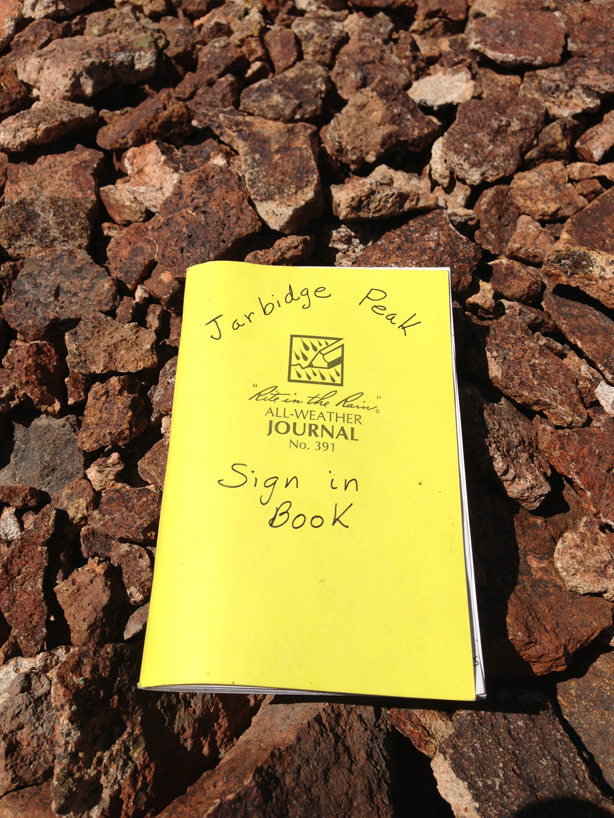 Jarbidge Peak
"Rite in the Rain"®
ALL-WEATHER
JOURNAL
No. 391
Sign in
Book